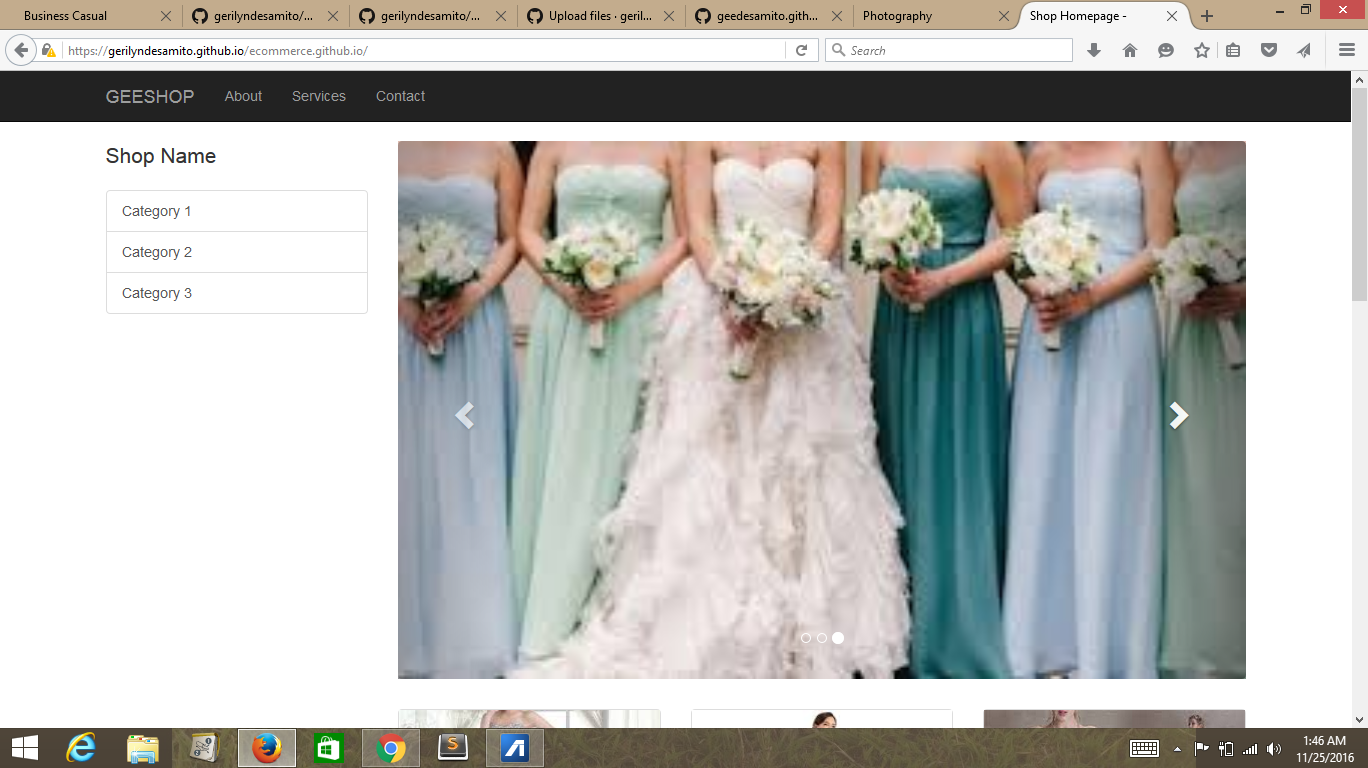 Business Casual
gerilyndesamito/...
gerilyndesamito/...
Upload files · geril...
geedesamito.gith...
Photography
Shop Homepage -
https://gerilyndesamito.github.io/ecommerce.github.io/
Search
GEESHOP
About
Services
Contact
Shop Name
Category 1
Category 2
Category 3
1:46 AM
11/25/2016